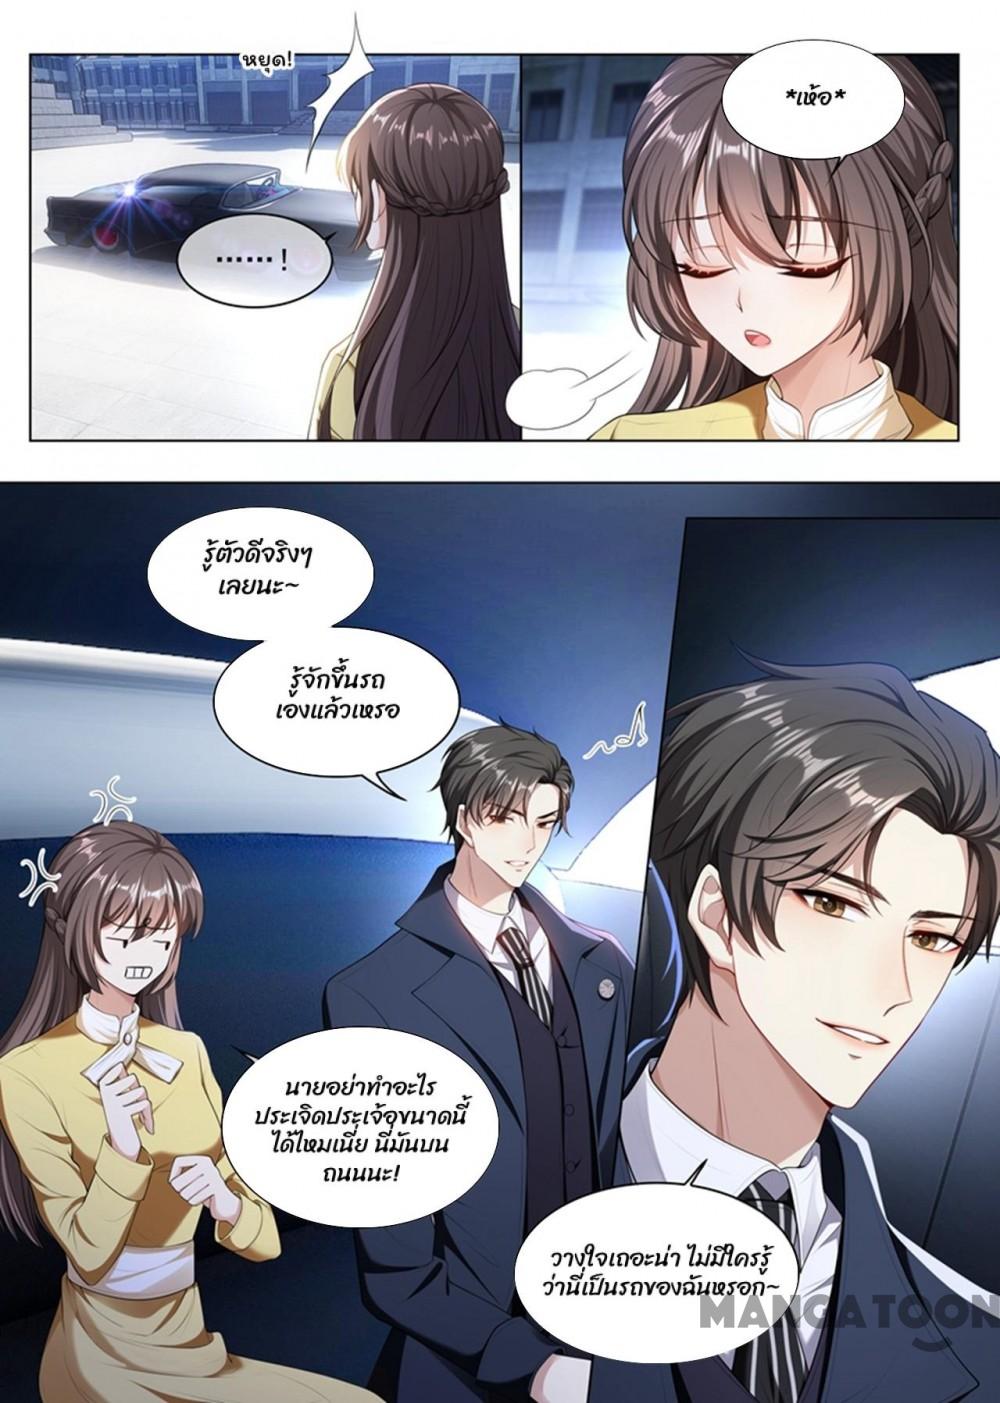 หยุด!
······!
*เห้อ*
รู้ตัวดีจริงๆ
เลยนะ~
รู้จักขึ้นรถ
เองแล้วเหรอ
นายอย่าทำอะไร
ประเจิดประเจ้อขนาดนี้
ได้ไหมเนี่ย นี่มันบน
ถนนนะ!
วางใจเถอะน่า ไม่มีใครรู้
ว่านี่เป็นรถของฉันหรอก~
MANGATOON